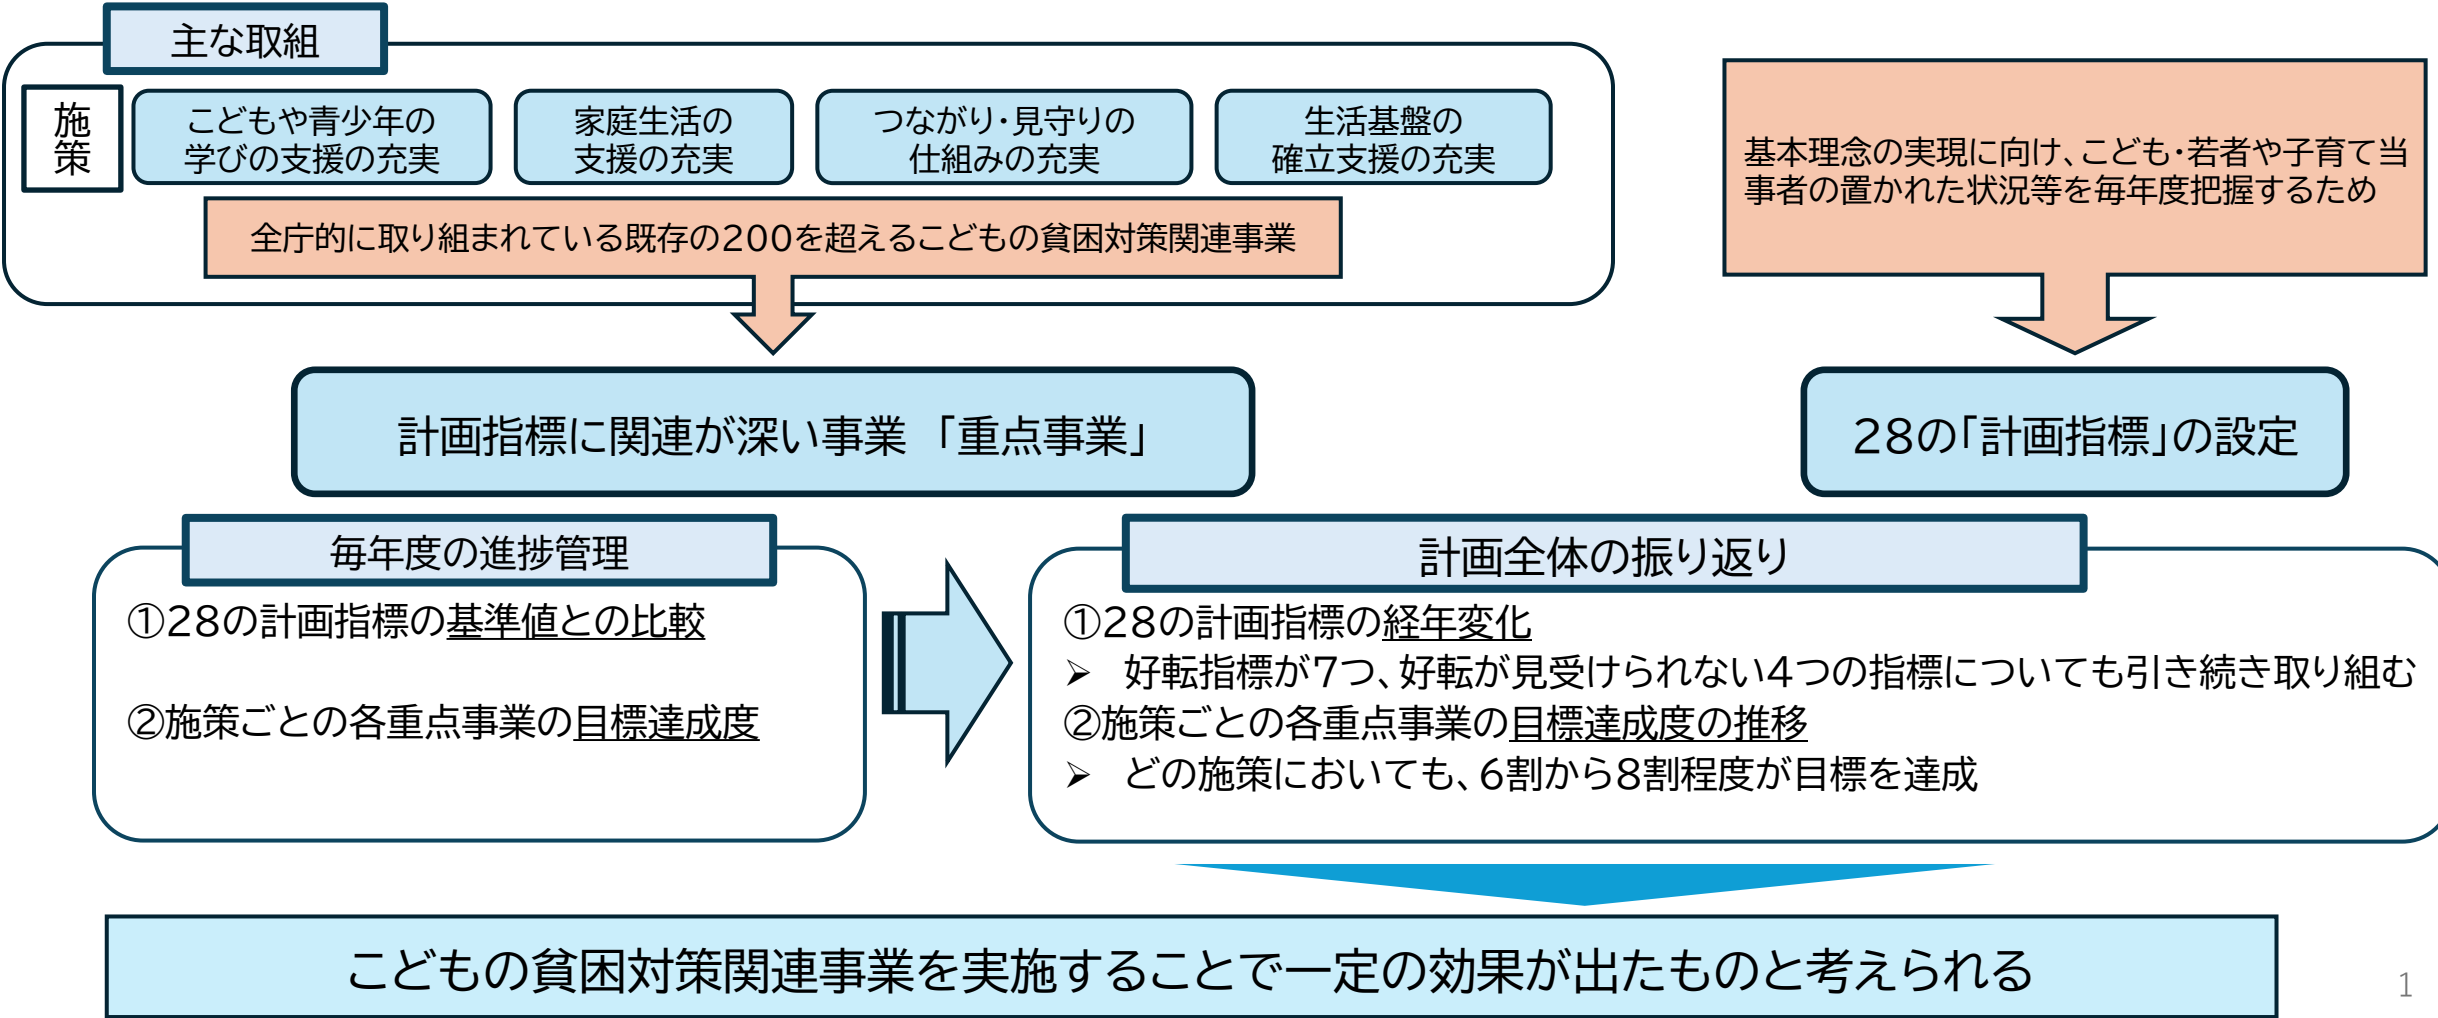 主な取組
施策
こどもや青少年の
学びの支援の充実
家庭生活の
支援の充実
つながり・見守りの
仕組みの充実
生活基盤の
確立支援の充実
全庁的に取り組まれている既存の200を超えるこどもの貧困対策関連事業
基本理念の実現に向け、こども・若者や子育て当
事者の置かれた状況等を毎年度把握するため
計画指標に関連が深い事業 「重点事業」
28の「計画指標」の設定
毎年度の進捗管理
①28の計画指標の基準値との比較
②施策ごとの各重点事業の目標達成度
計画全体の振り返り
①28の計画指標の経年変化
➢ 好転指標が7つ、好転が見受けられない4つの指標についても引き続き取り組む
②施策ごとの各重点事業の目標達成度の推移
➢ どの施策においても、6割から8割程度が目標を達成
こどもの貧困対策関連事業を実施することで一定の効果が出たものと考えられる
1